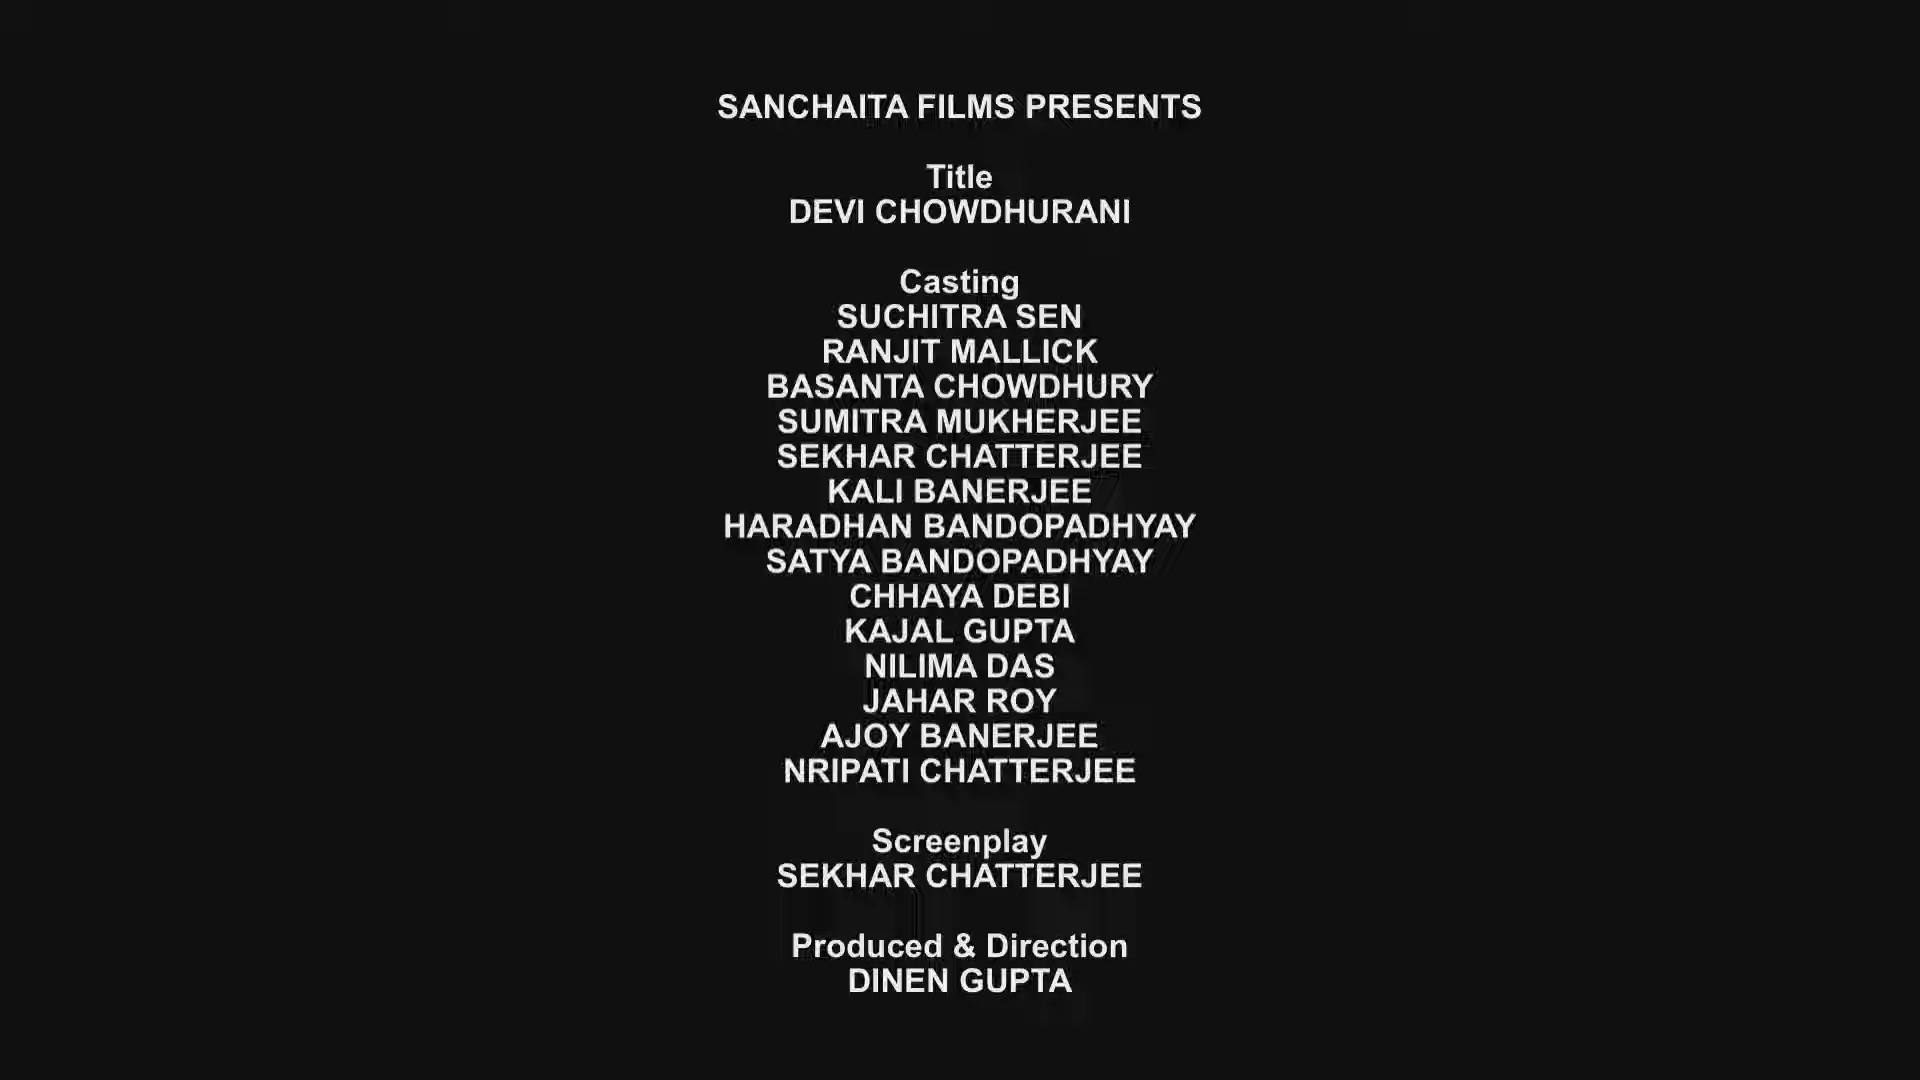 SANCHAITA FILMS PRESENTS
Title
DEVI CHOWDHURANI
Casting
SUCHITRA SEN
RANJIT MALLICK
BASANTA CHOWDHURY
SUMITRA MUKHERJEE
SEKHAR CHATTERJEE
KALI BANERJEE
HARADHAN BANDOPADHYAY
SATYA BANDOPADHYAY
CHHAYA DEBI
KAJAL GUPTA
NILIMA DAS
JAHAR ROY
AJOY BANERJEE
NRIPATI CHATTERJEE
Screenplay
SEKHAR CHATTERJEE
Produced & Direction
DINEN GUPTA